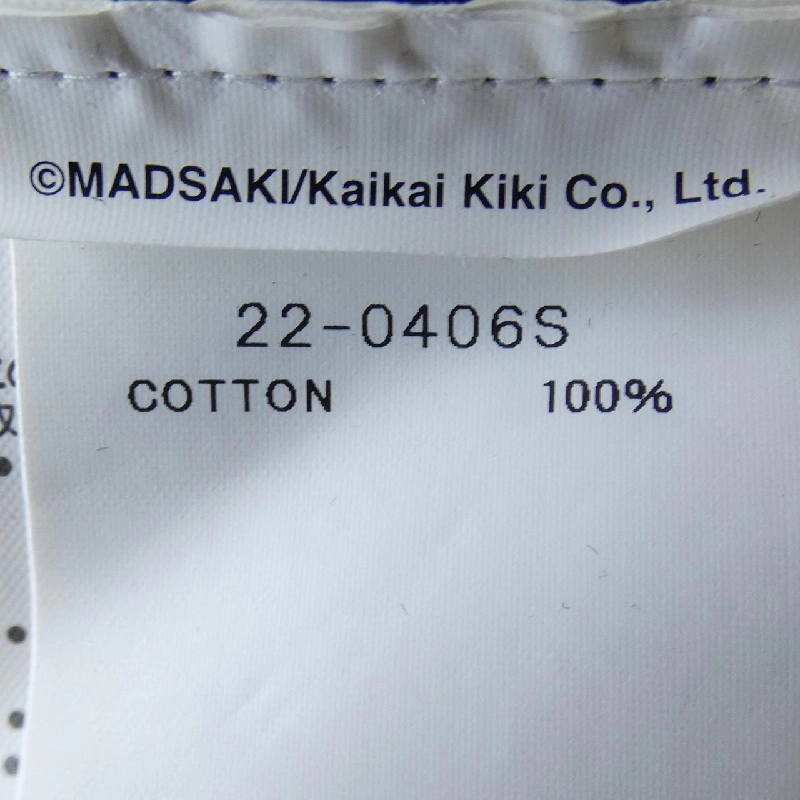 ©MADSAKI/Kaikai Kiki Co., Ltd.
22-0406S
COTTON 100%